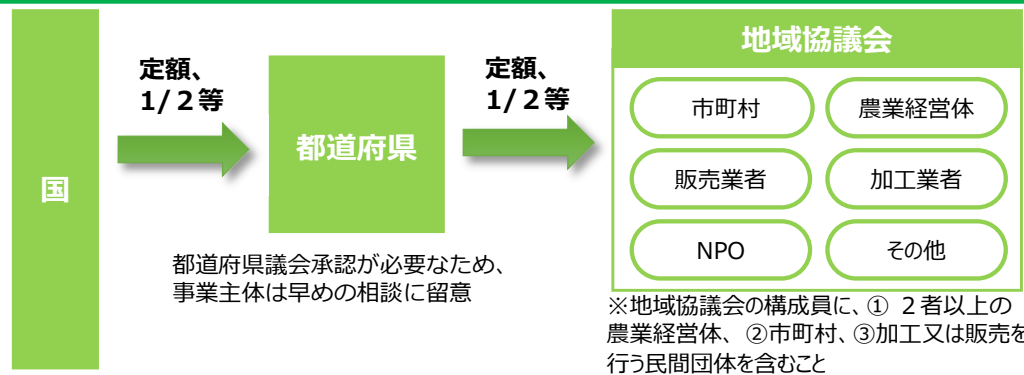 国
定額、
1/２等
都道府県
定額、
1/２等
都道府県議会承認が必要なため、
事業主体は早めの相談に留意
地域協議会
市町村
農業経営体
販売業者
加工業者
NPO
その他
※地域協議会の構成員に、① ２者以上の
農業経営体、②市町村、③加工又は販売を
行う民間団体を含むこと